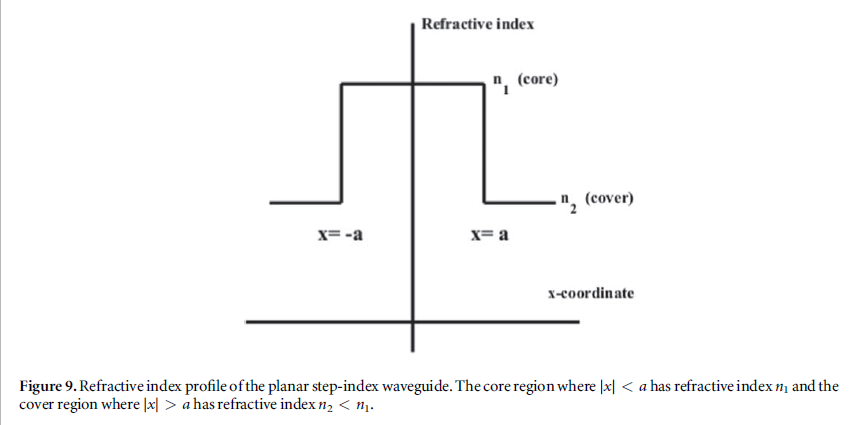 Refractive index
n1 (core)
n2 (cover)
x= -a
x= a
x-coordinate
Figure 9. Refractive index profile of the planar step-index waveguide. The core region where |x| < a has refractive index n1 and the
cover region where |x| > a has refractive index n2 < n1.